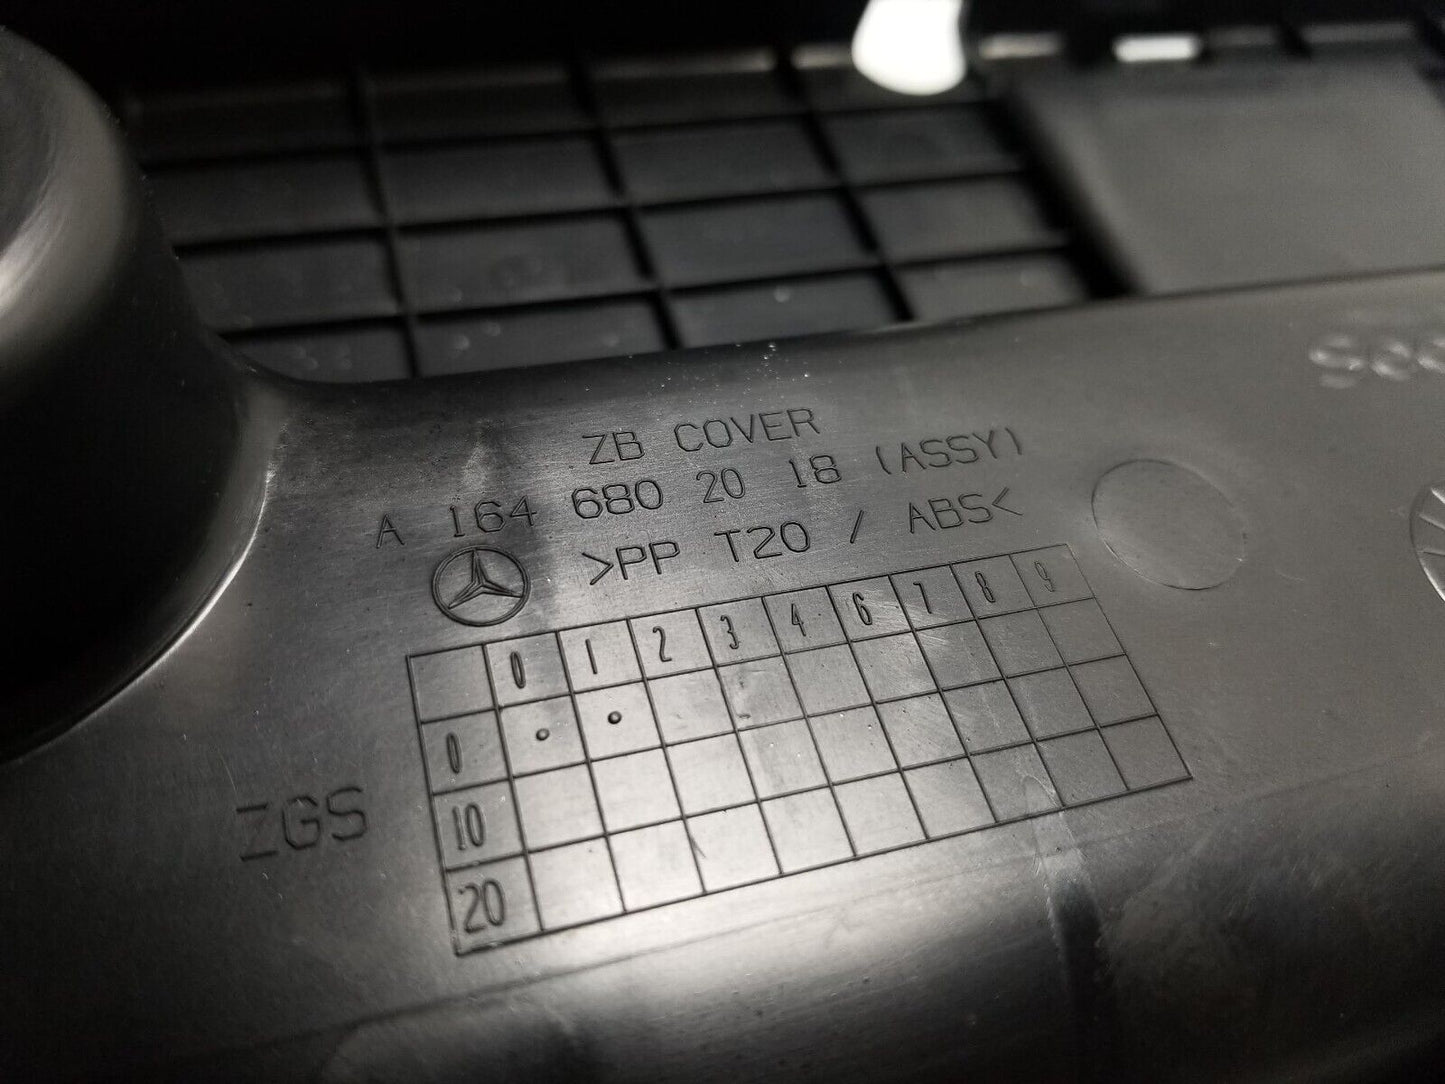 ZB COVER
A 164 680 20 18 (ASSY)
>PP T20 / ABS<
0 1 2 3 4 6 7 8 9
0
ZGS
10
20